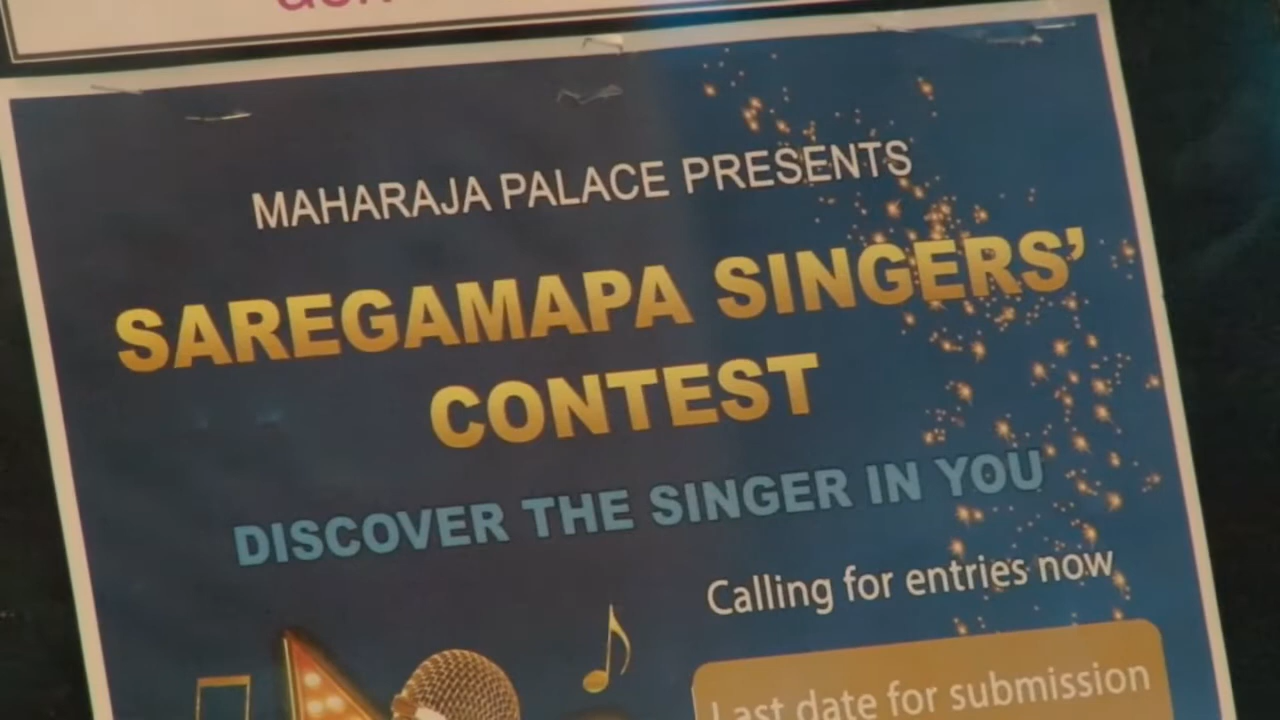 MAHARAJA PALACE PRESENTS
SAREGAMAPA SINGERS'
CONTEST
DISCOVER THE SINGER IN YOU
Calling for entries now
Last date for submission